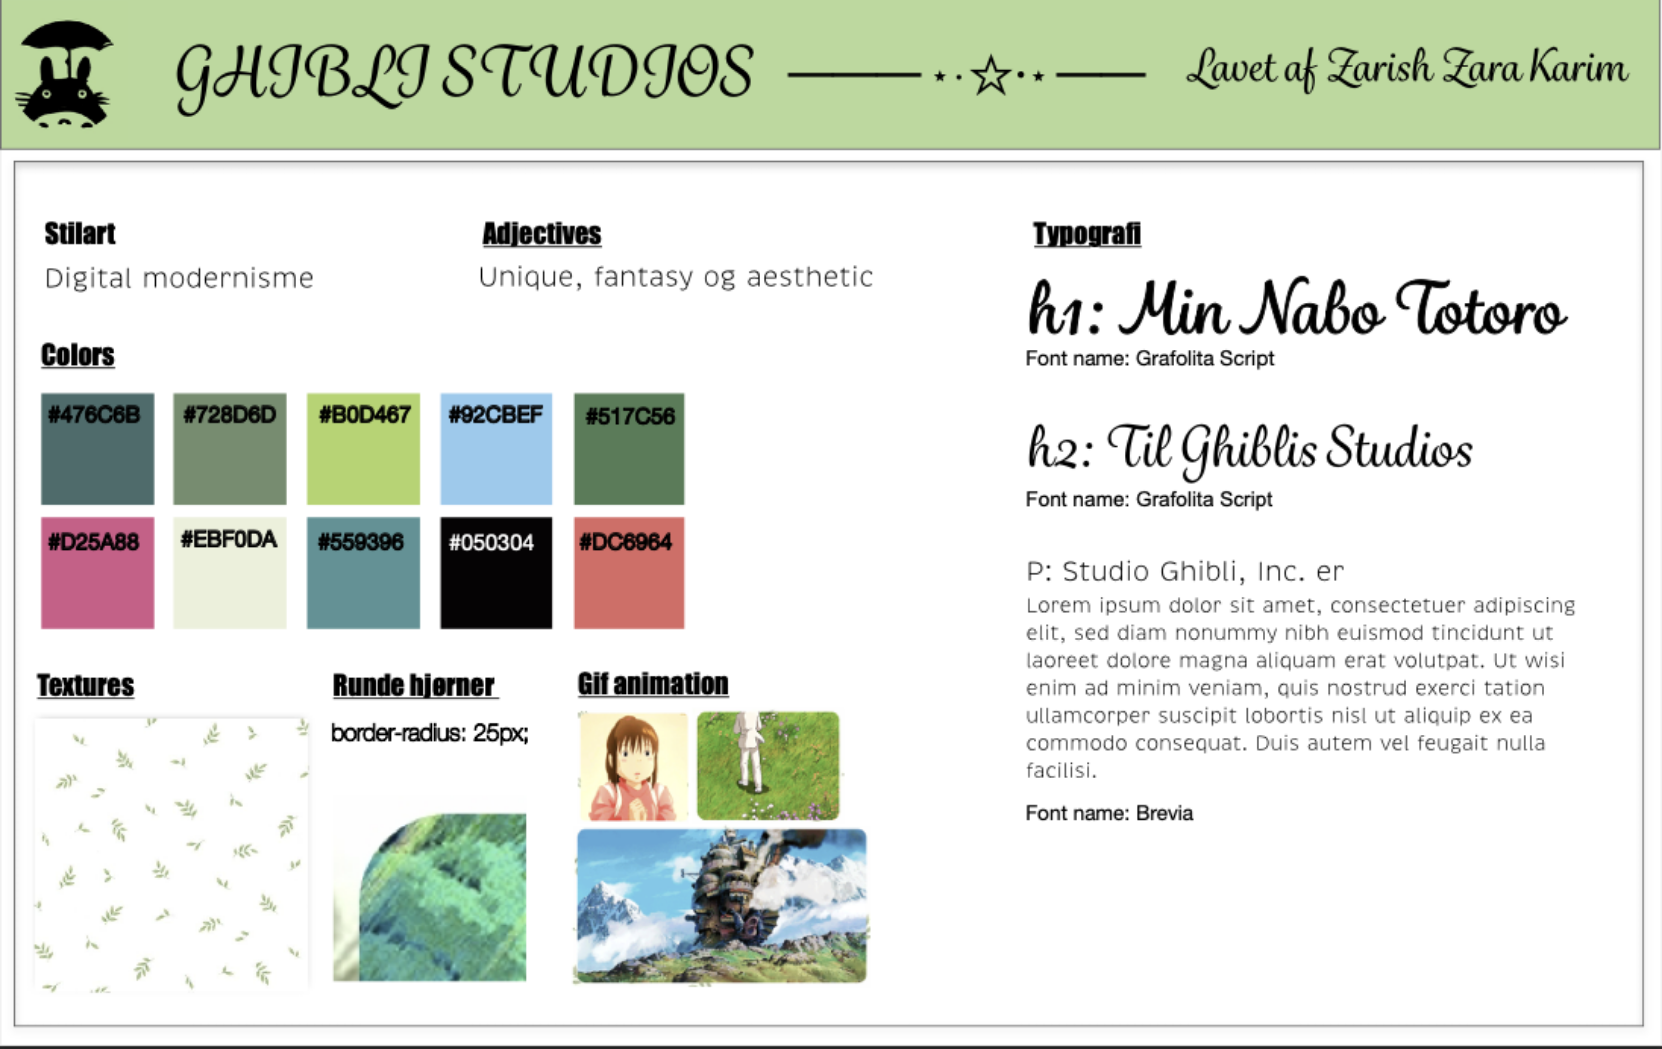 GHIBLI STUDIOS
Lavet af Zarish Zara Karim
Stilart
Digital modernisme
Adjectives
Unique, fantasy og aesthetic
Colors
#476C6B
#728D6D
#B0D467
#92CBEF
#517C56
#D25A88
#EBF0DA
#559396
#050304
#DC6964
Textures
Runde hjørner
border-radius: 25px;
Gif animation
Typografi
h1: Min Nabo Totoro
Font name: Grafolita Script
h2: Til Ghiblis Studios
Font name: Grafolita Script
P: Studio Ghibli, Inc. er
Lorem ipsum dolor sit amet, consectetuer adipiscing
elit, sed diam nonummy nibh euismod tincidunt ut
laoreet dolore magna aliquam erat volutpat. Ut wisi
enim ad minim veniam, quis nostrud exerci tation
ullamcorper suscipit lobortis nisl ut aliquip ex ea
commodo consequat. Duis autem vel feugait nulla
facilisi.
Font name: Brevia